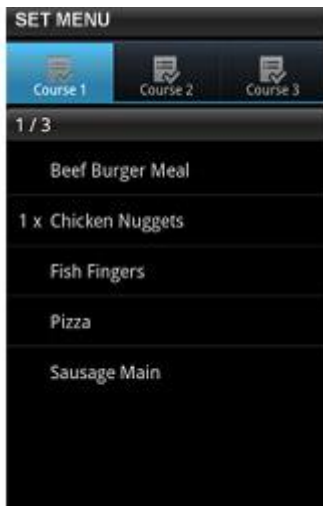 SET MENU
Course 1 Course 2 Course 3
1 / 3
Beef Burger Meal
1 x Chicken Nuggets
Fish Fingers
Pizza
Sausage Main